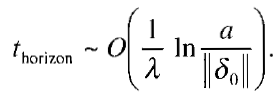 t_horizon ~ O(1/λ ln a/‖δ₀‖).